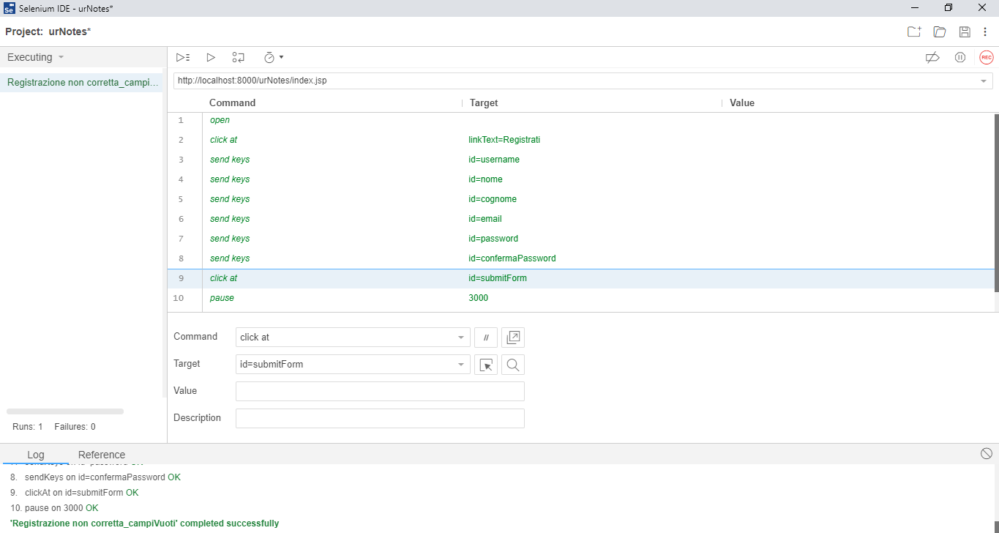 Selenium IDE - urNotes*
Project: urNotes*
Executing
Registrazione non corretta_campi...
http://localhost:8000/urNotes/index.jsp
Command Target Value
1 open
2 click at linkText=Registrati
3 send keys id=username
4 send keys id=nome
5 send keys id=cognome
6 send keys id=email
7 send keys id=password
8 send keys id=confermaPassword
9 click at id=submitForm
10 pause 3000
REC
Command click at //
Target id=submitForm
Value
Description
Runs: 1 Failures: 0
Log Reference
8. sendKeys on id=confermaPassword OK
9. clickAt on id=submitForm OK
10. pause on 3000 OK
'Registrazione non corretta_campiVuoti' completed successfully